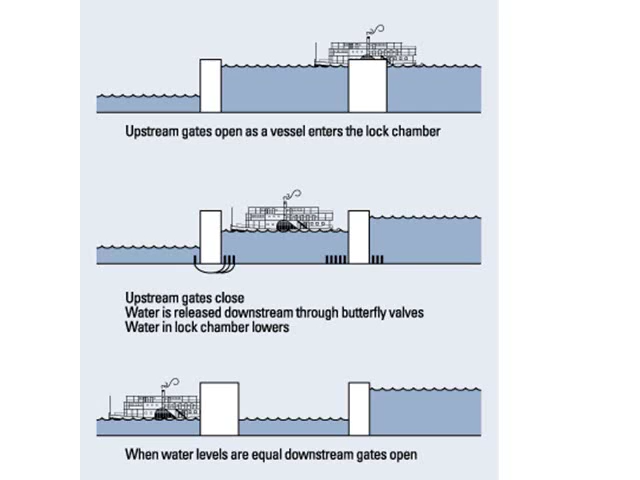 Upstream gates open as a vessel enters the lock chamber
Upstream gates close
Water is released downstream through butterfly valves
Water in lock chamber lowers
When water levels are equal downstream gates open